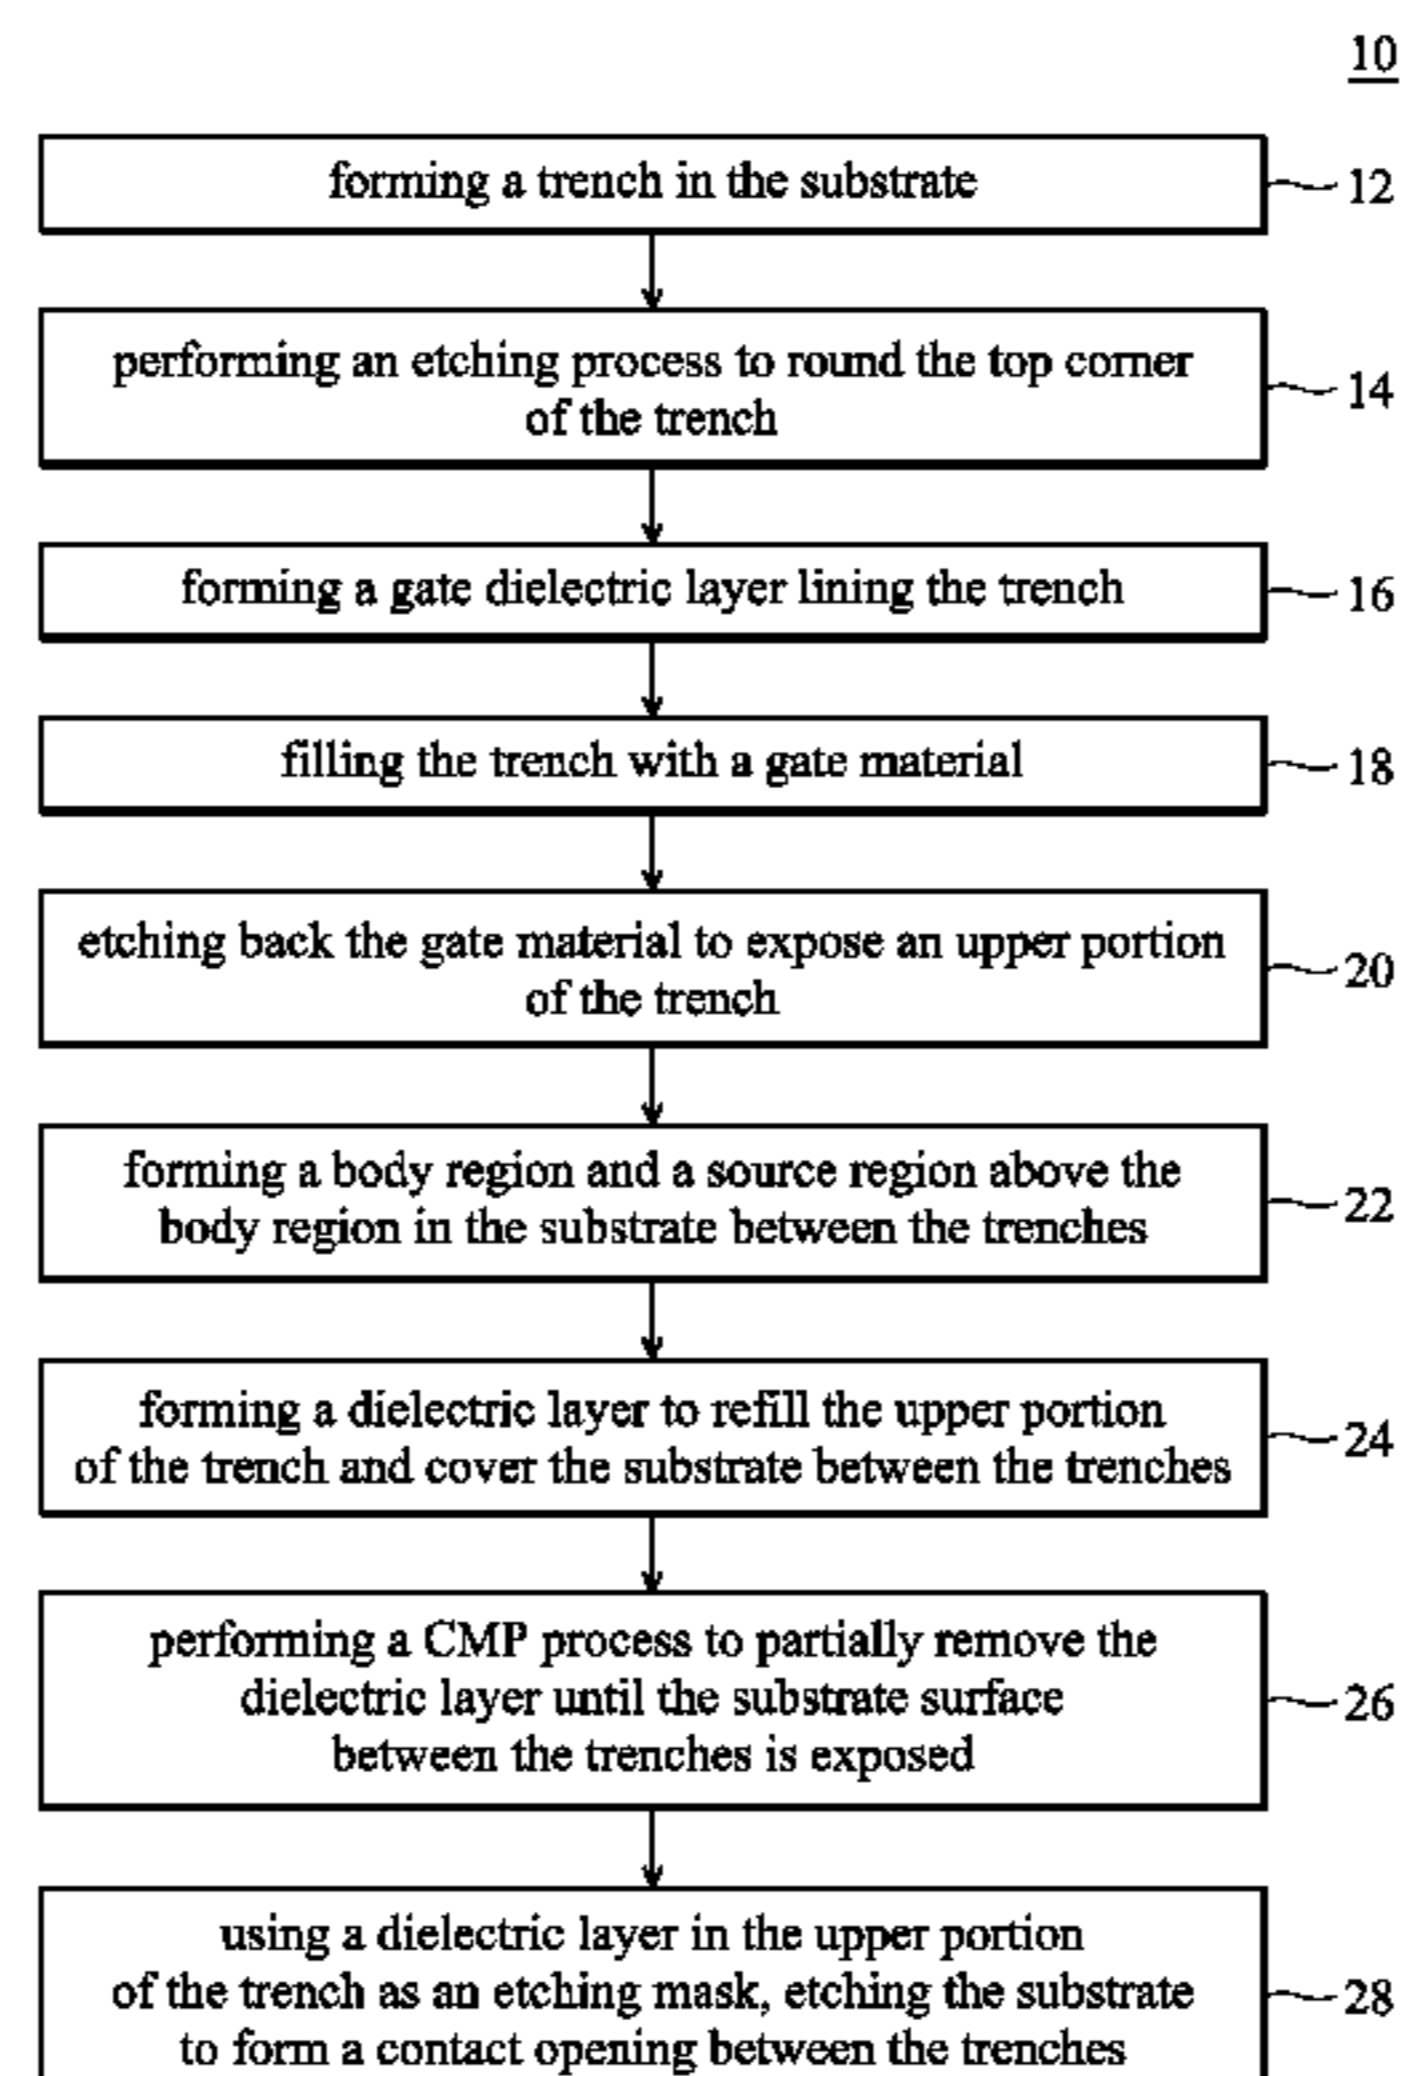 10
forming a trench in the substrate
12
performing an etching process to round the top corner
of the trench
14
forming a gate dielectric layer lining the trench
16
filling the trench with a gate material
18
etching back the gate material to expose an upper portion
of the trench
20
forming a body region and a source region above the
body region in the substrate between the trenches
22
forming a dielectric layer to refill the upper portion
of the trench and cover the substrate between the trenches
24
performing a CMP process to partially remove the
dielectric layer until the substrate surface
between the trenches is exposed
26
using a dielectric layer in the upper portion
of the trench as an etching mask, etching the substrate
to form a contact opening between the trenches
28